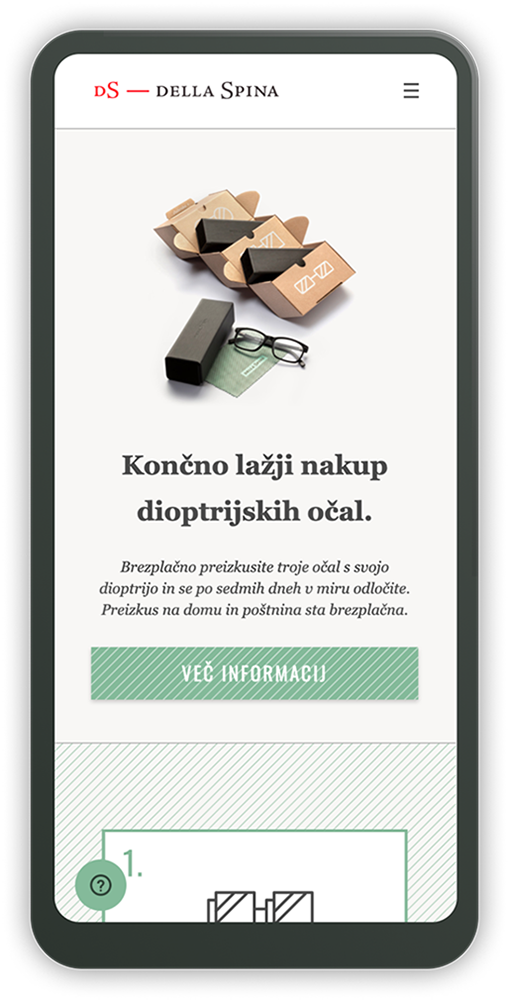 DS — DELLA SPINA
Končno lažji nakup
dioptrijskih očal.
Brezplačno preizkusite troje očal s svojo
dioptrijo in se po sedmih dneh v miru odločite.
Preizkus na domu in poštnina sta brezplačna.
VEČ INFORMACIJ
1.
?